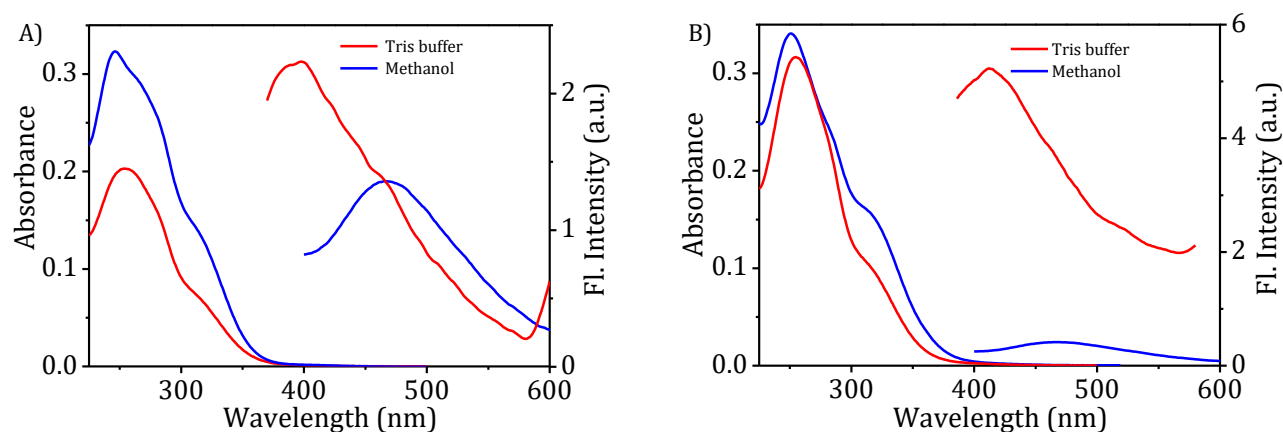 A)
Tris buffer
Methanol
0.3
0.2
0.1
0.0
Absorbance
2
1
0
Fl. Intensity (a.u.)
300
400
500
600
Wavelength (nm)
B)
Tris buffer
Methanol
0.3
0.2
0.1
0.0
Absorbance
6
4
2
0
Fl. Intensity (a.u.)
300
400
500
600
Wavelength (nm)